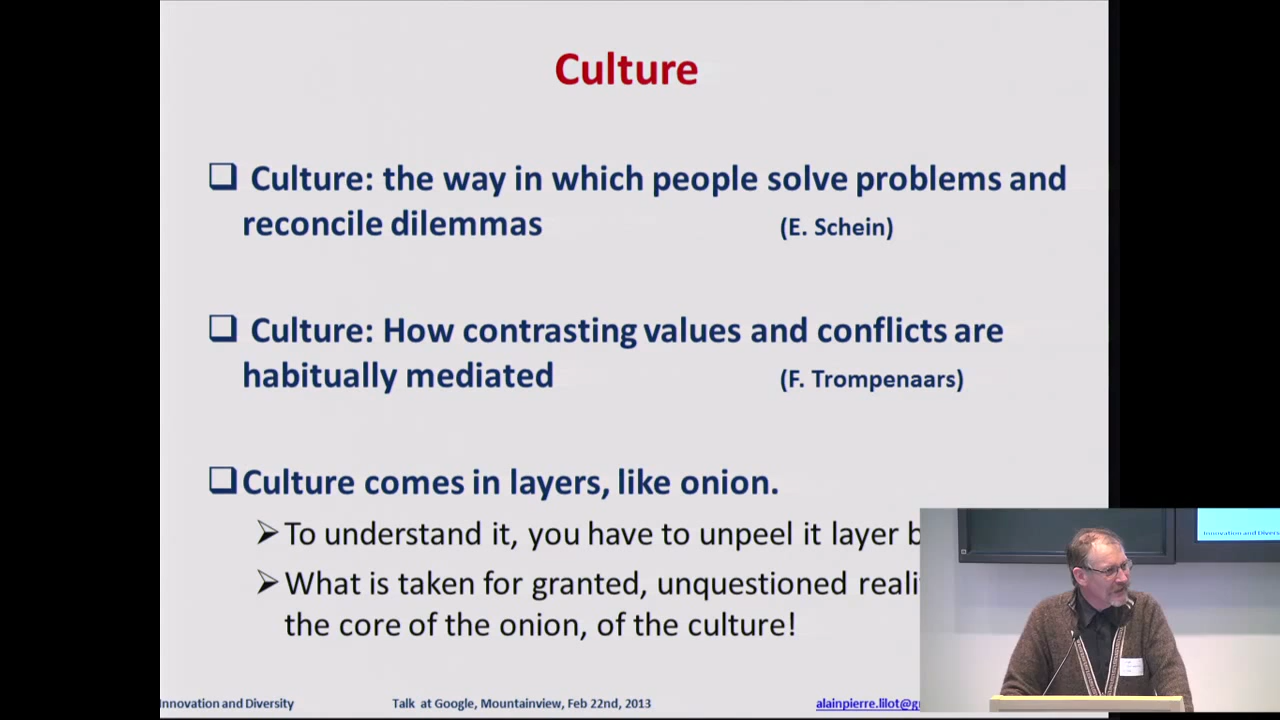 Culture
Culture: the way in which people solve problems and
reconcile dilemmas (E. Schein)
Culture: How contrasting values and conflicts are
habitually mediated (F. Trompenaars)
Culture comes in layers, like onion.
To understand it, you have to unpeel it layer
What is taken for granted, unquestioned
the core of the onion, of the culture!
Innovation and Diversity Talk at Google, Mountainview, Feb 22nd, 2013
Innovation and